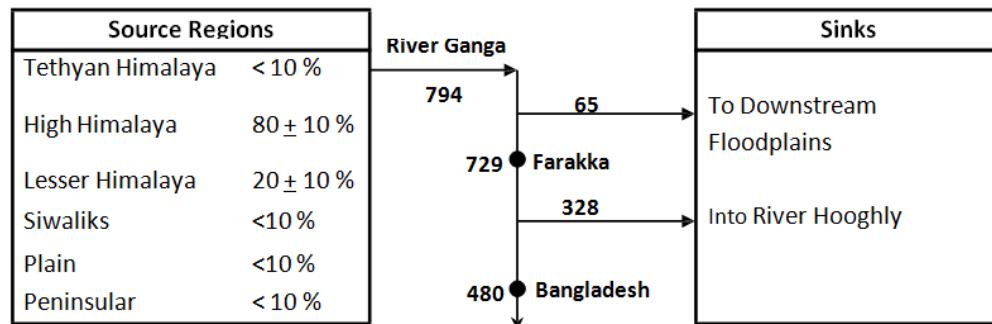 Source Regions
Tethyan Himalaya < 10 %
High Himalaya 80 ± 10 %
Lesser Himalaya 20 ± 10 %
Siwaliks <10 %
Plain <10 %
Peninsular < 10 %
River Ganga
794
65
729 Farakka
328
480 Bangladesh
Sinks
To Downstream
Floodplains
Into River Hooghly